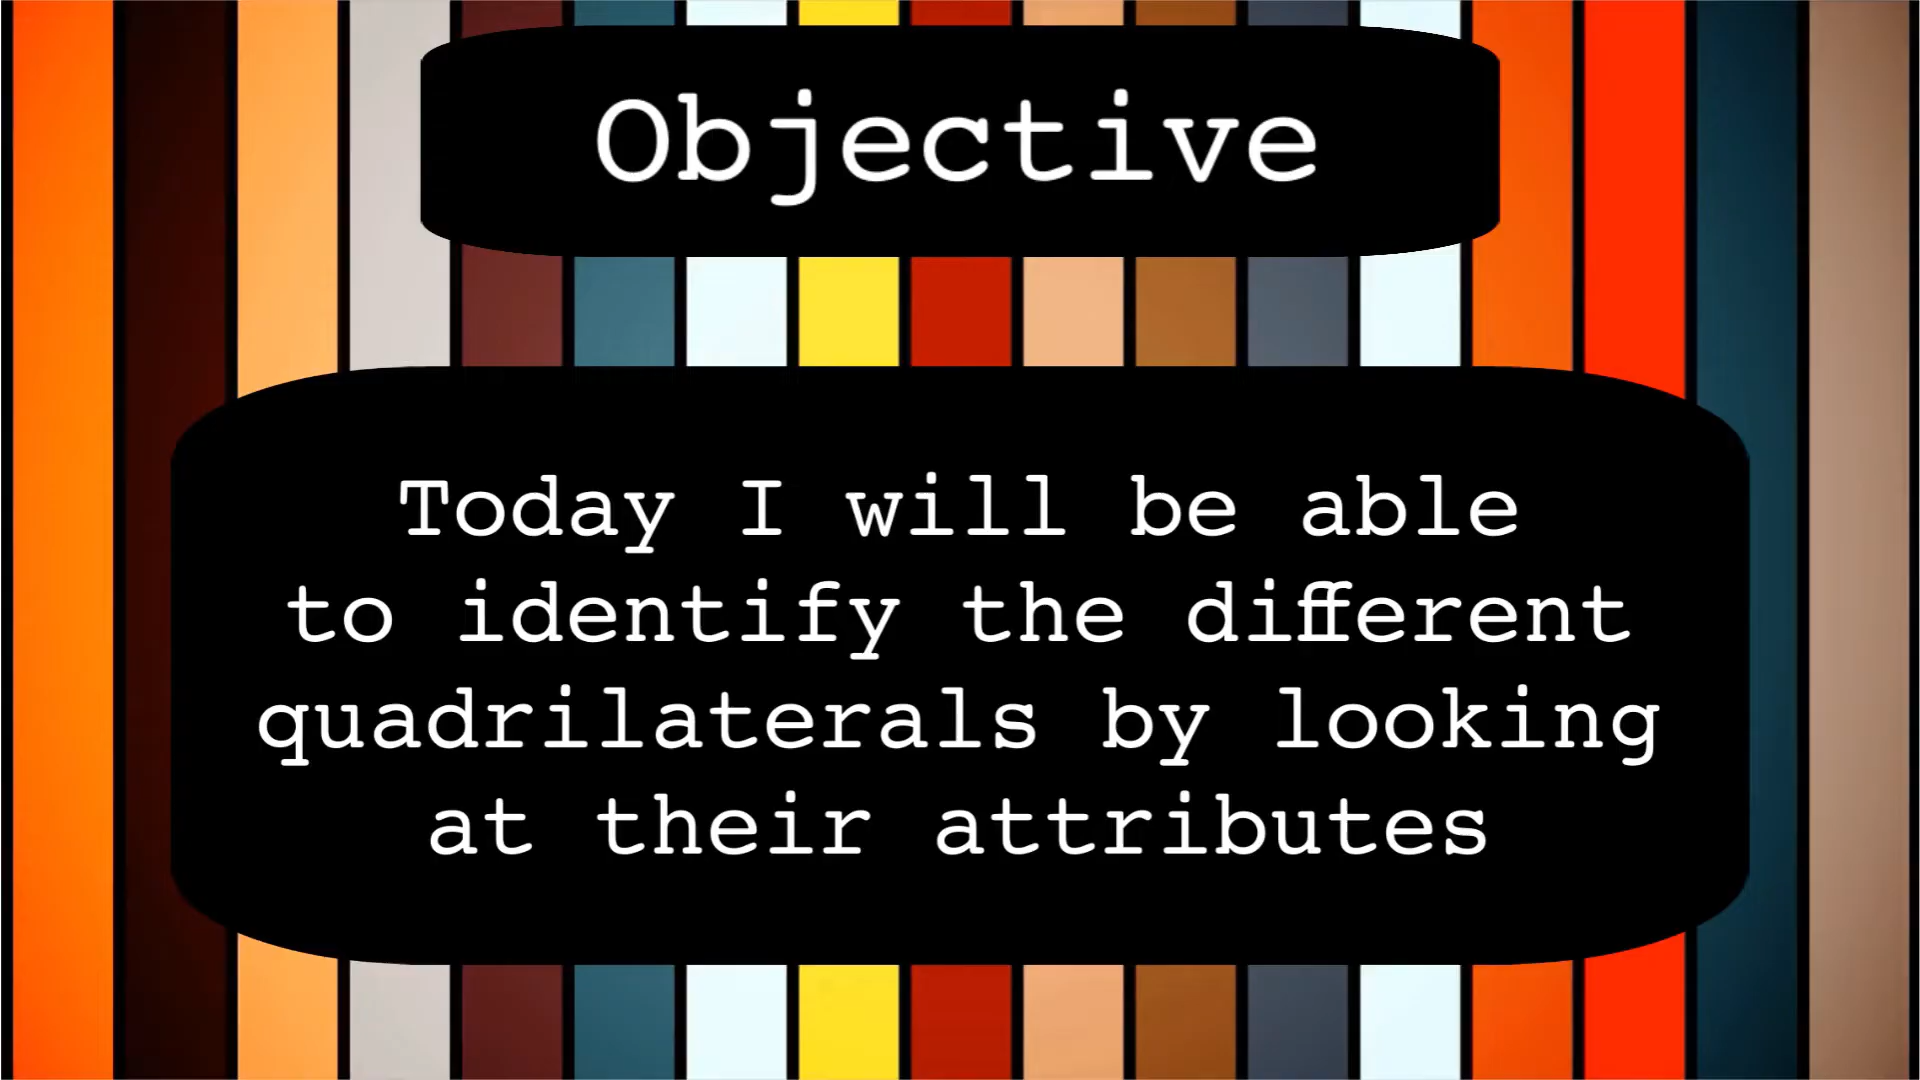 Objective
Today I will be able
to identify the different
quadrilaterals by looking
at their attributes